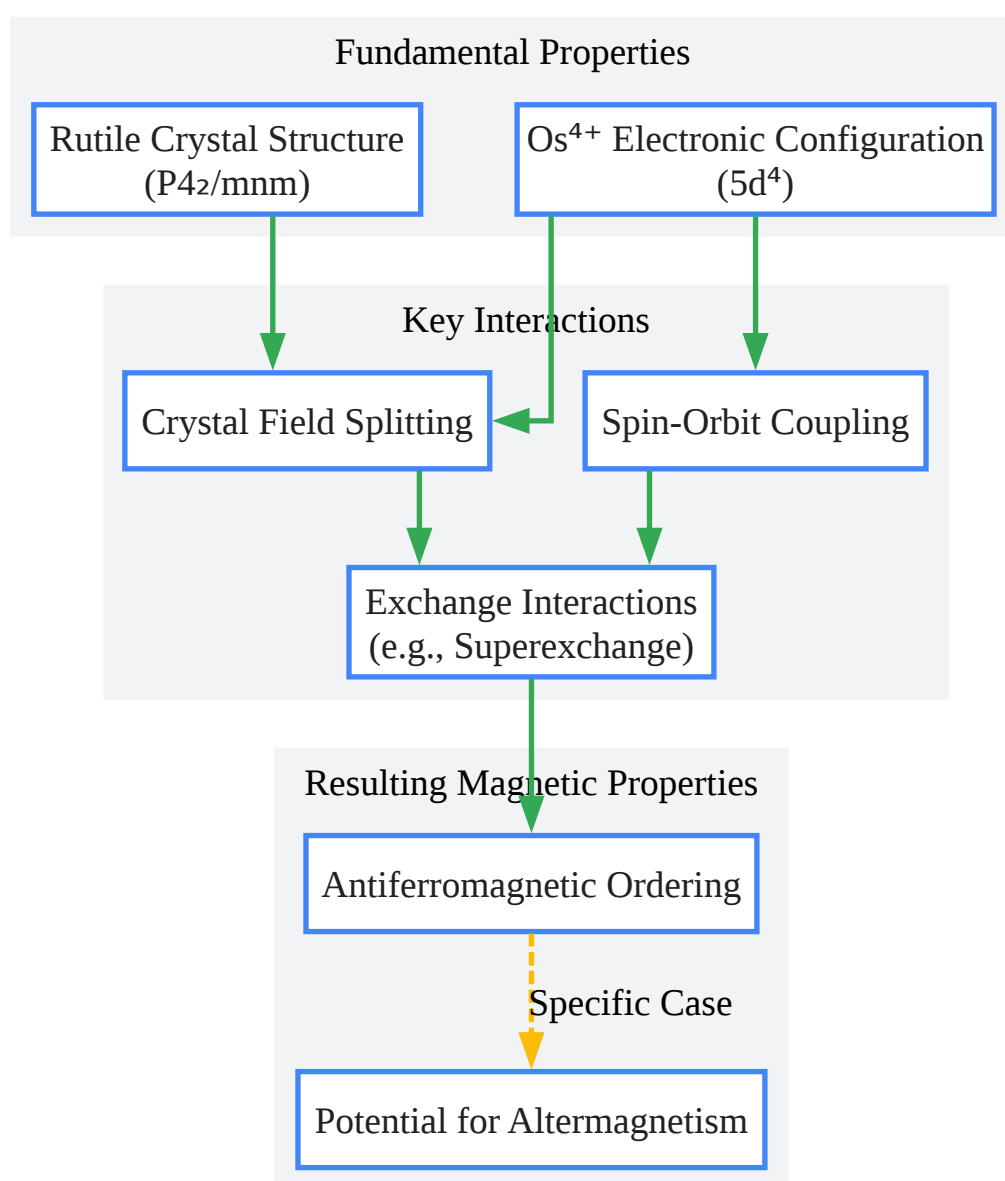 Fundamental Properties
Rutile Crystal Structure
(P4₂/mnm)
Os⁴⁺ Electronic Configuration
(5d⁴)
Key Interactions
Crystal Field Splitting
Spin-Orbit Coupling
Exchange Interactions
(e.g., Superexchange)
Resulting Magnetic Properties
Antiferromagnetic Ordering
Specific Case
Potential for Altermagnetism